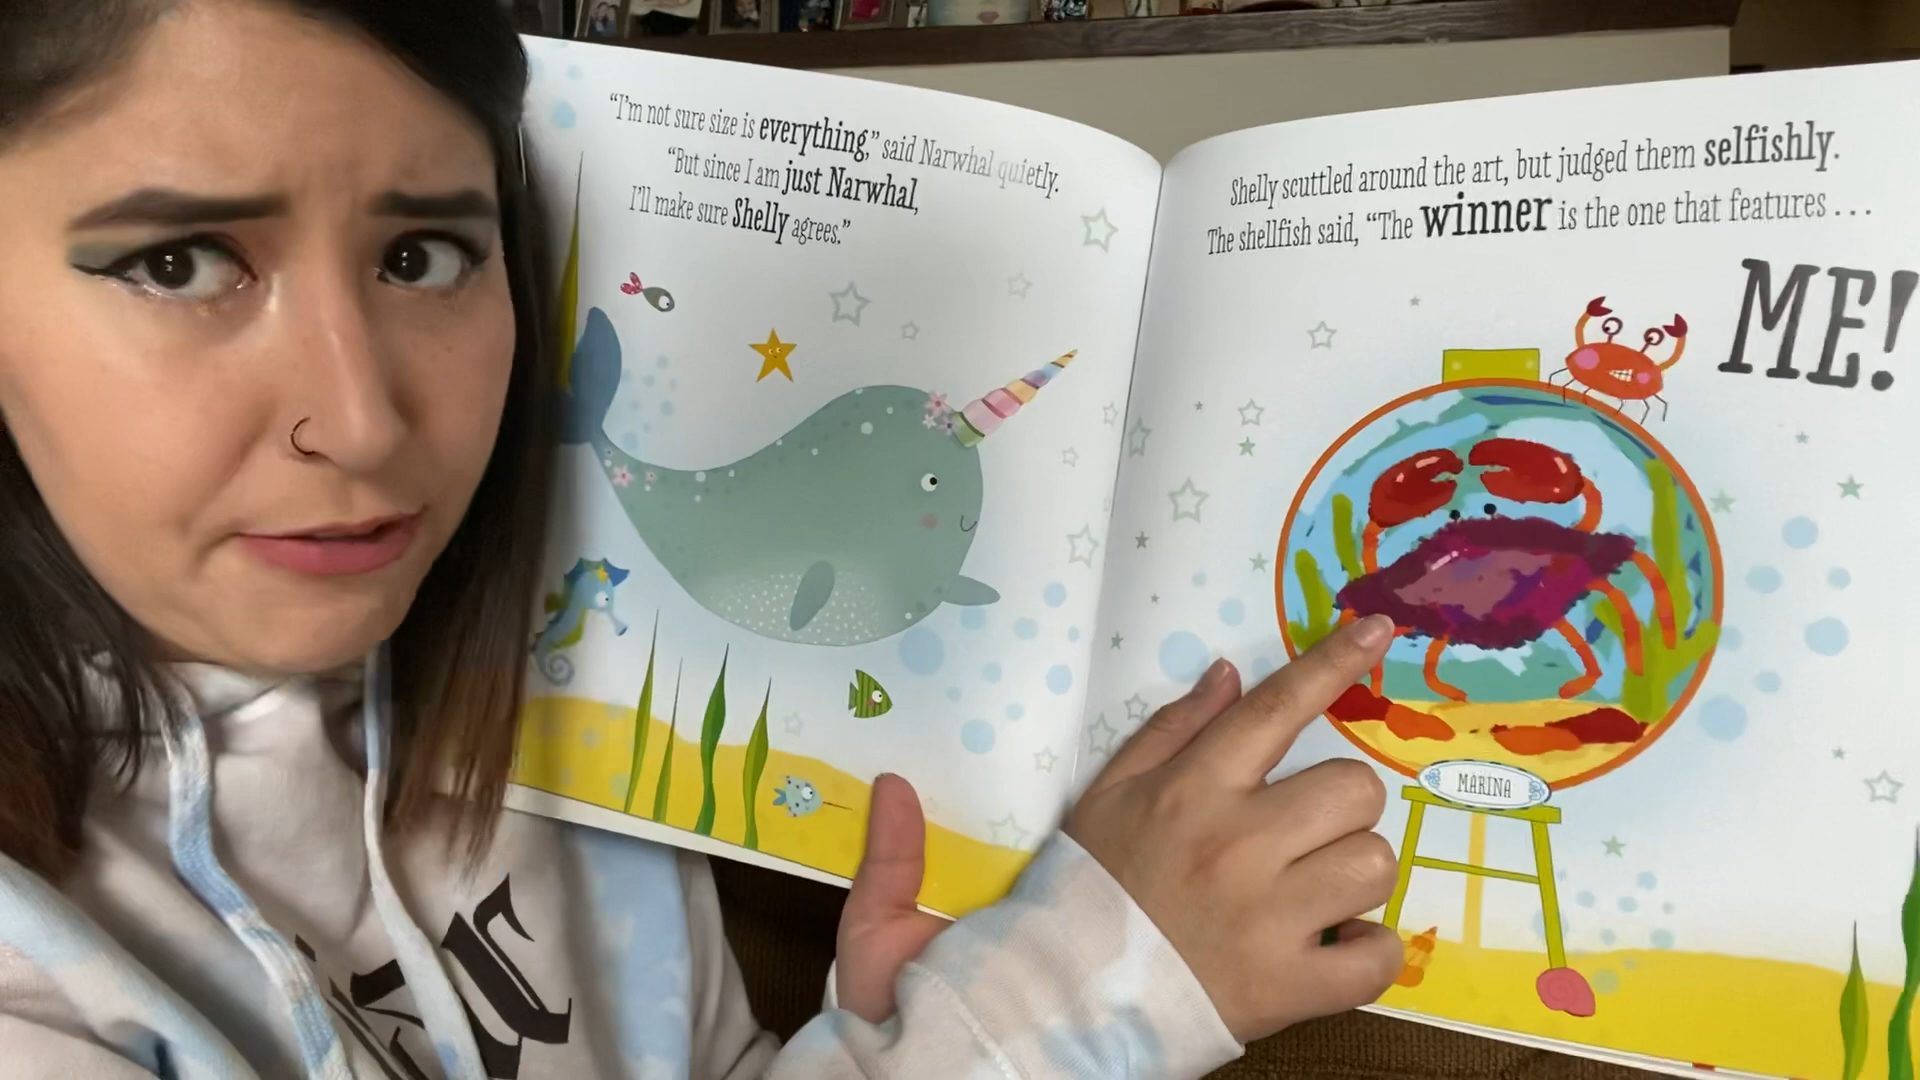 “I’m not sure size is everything,” said Narwhal quietly.
“But since I am just Narwhal,
I’ll make sure Shelly agrees.”
Shelly scuttled around the art, but judged them selfishly.
The shellfish said, “The winner is the one that features . . .
ME!
MARINA